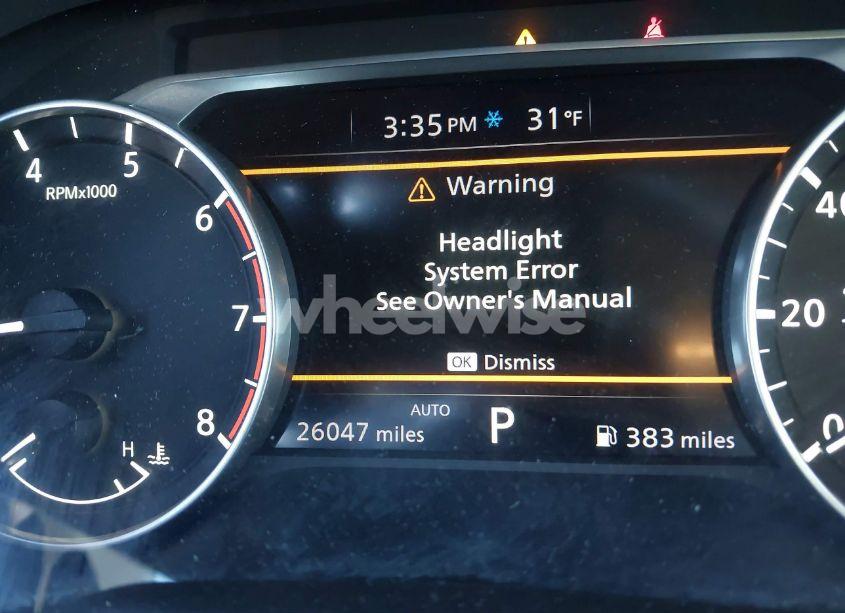 3:35 PM 31°F
4
5
RPMx1000
6
7
8
H
Warning
Headlight
System Error
See Owner's Manual
wheelwise
OK Dismiss
AUTO
26047 miles P 383 miles
40
20
0